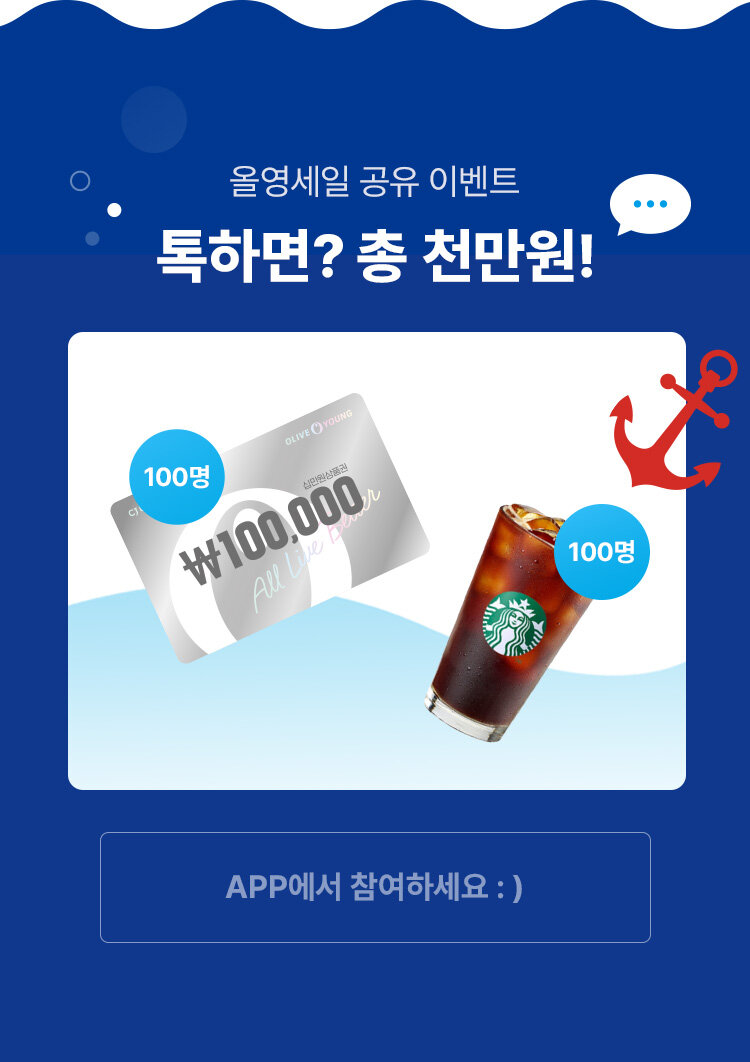 올영세일 공유 이벤트
톡하면? 총 천만원!
100명
OLIVE YOUNG
CJ
십만원상품권
₩100,000
All Live Better
100명
APP에서 참여하세요 : )